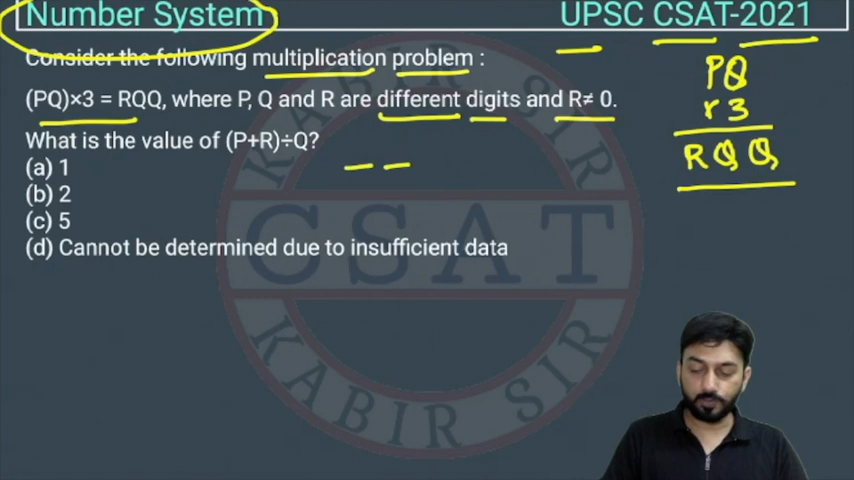 Number System
UPSC CSAT-2021
Consider the following multiplication problem :
(PQ)×3 = RQQ, where P, Q and R are different digits and R≠ 0.
What is the value of (P+R)÷Q?
(a) 1
(b) 2
(c) 5
(d) Cannot be determined due to insufficient data
PQ
x 3
RQQ
KABIR SIR
CSAT
KABIR SIR